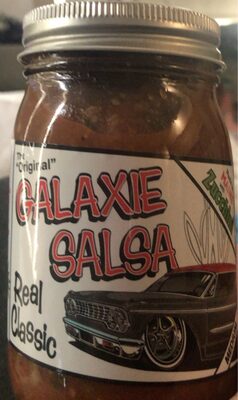 The
"Original"
GALAXIE
SALSA
Real
Classic